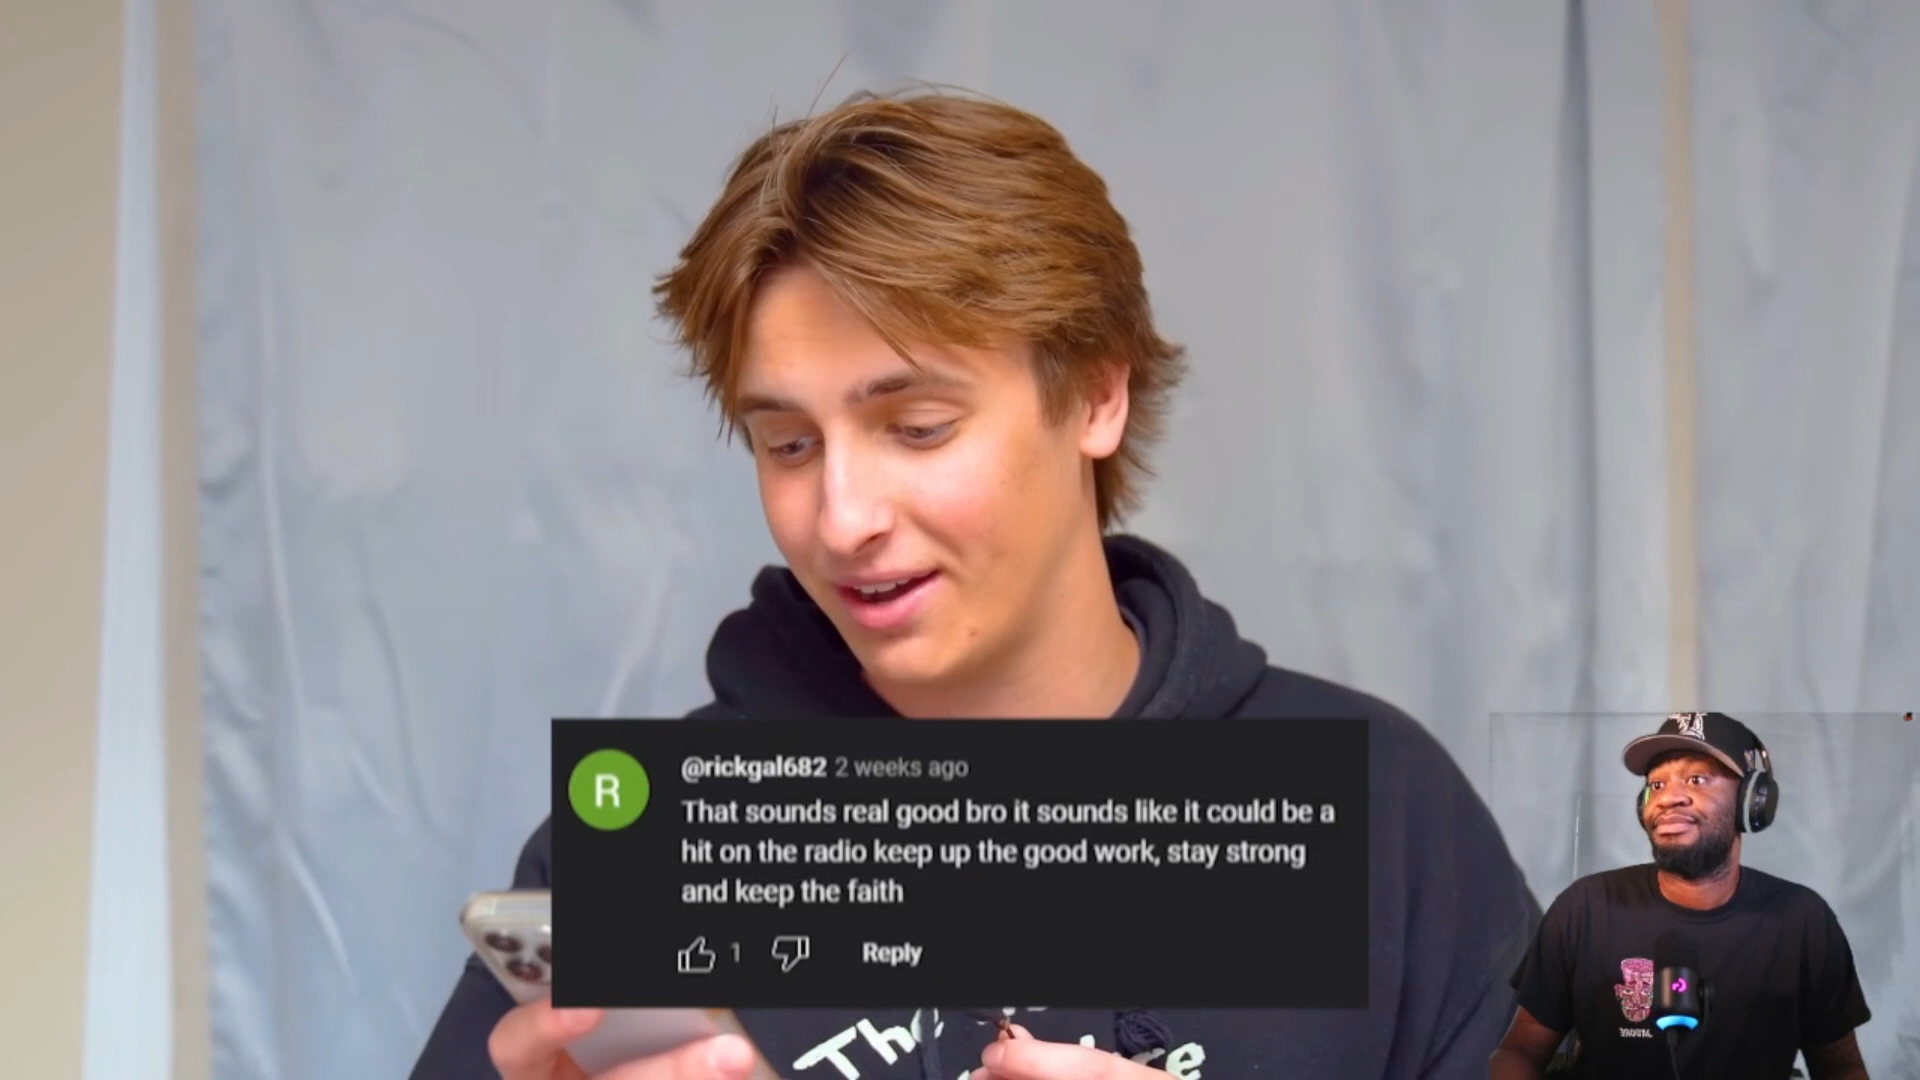 @rickgal682 2 weeks ago
R
That sounds real good bro it sounds like it could be a
hit on the radio keep up the good work, stay strong
and keep the faith
1
Reply
The